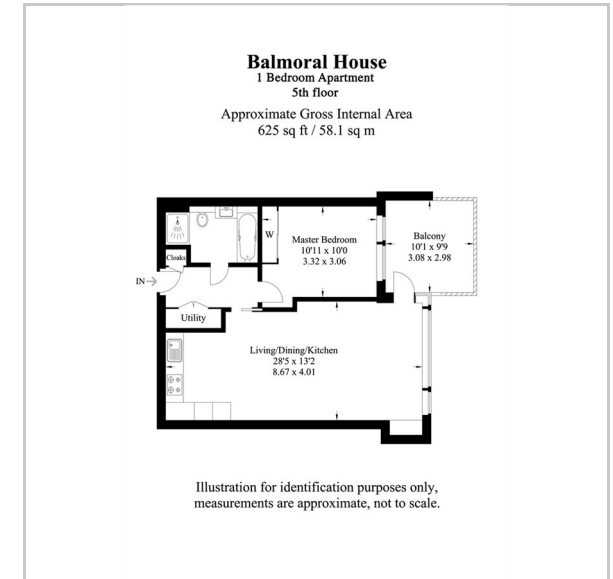 Balmoral House
1 Bedroom Apartment
5th floor
Approximate Gross Internal Area
625 sq ft / 58.1 sq m
W
Master Bedroom
10'11 x 10'0
3.32 x 3.06
Balcony
10'1 x 9'9
3.08 x 2.98
Cloaks
IN
Utility
Living/Dining/Kitchen
28'5 x 13'2
8.67 x 4.01
Illustration for identification purposes only,
measurements are approximate, not to scale.